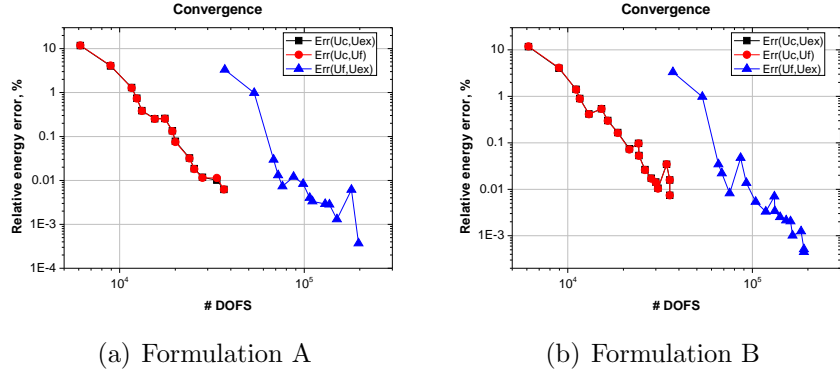 Convergence
Err(Uc,Uex)
Err(Uc,Uf)
Err(Uf,Uex)
Relative energy error, %
10
1
0.1
0.01
1E-3
1E-4
10^4
10^5
# DOFS
(a) Formulation A
Convergence
Err(Uc,Uex)
Err(Uc,Uf)
Err(Uf,Uex)
Relative energy error, %
10
1
0.1
0.01
1E-3
10^4
10^5
# DOFS
(b) Formulation B